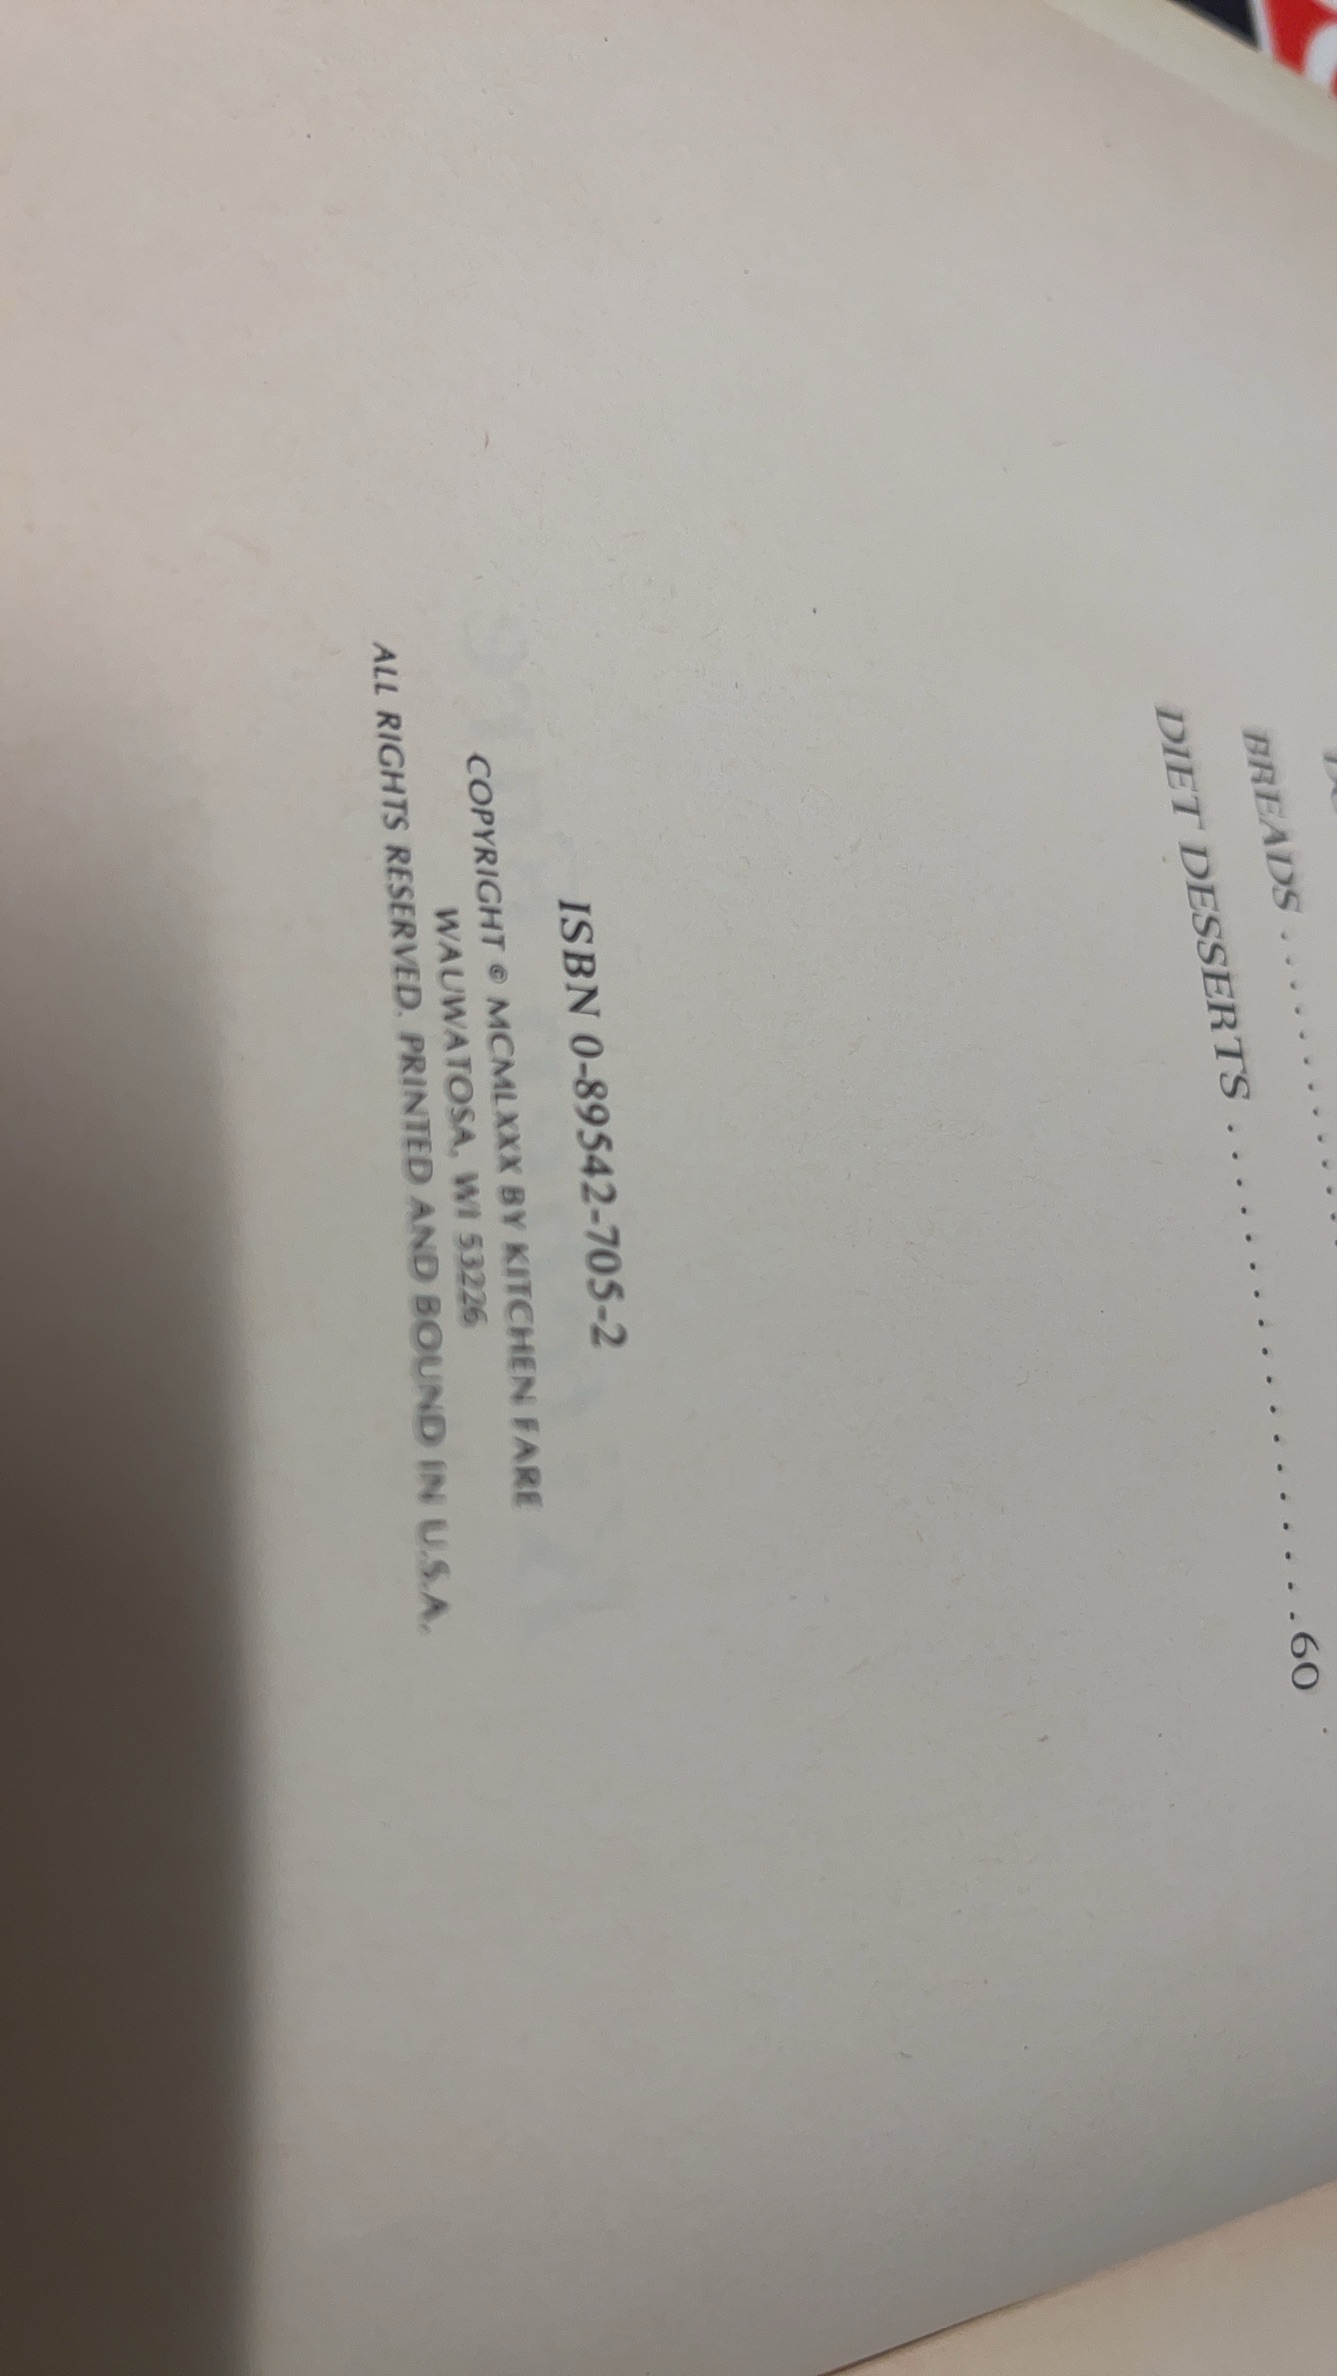 BREADS . . . . . . . . .
DIET DESSERTS . . . . . . . . . . . . . . . . . . .60
ISBN 0-89542-705-2
COPYRIGHT © MCMLXXX BY KITCHEN FARE
WAUWATOSA, WI 53226
ALL RIGHTS RESERVED. PRINTED AND BOUND IN U.S.A.